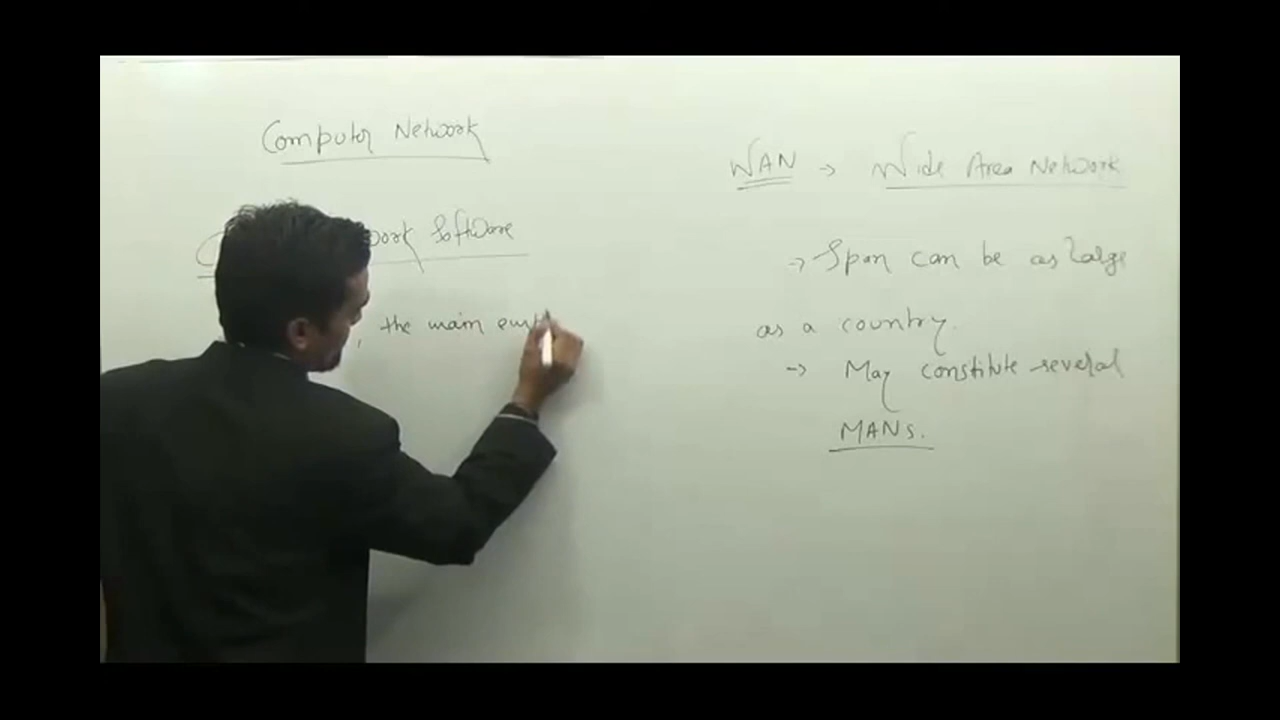 Computer Network
Software
the main
WAN → Wide Area Network
→ Span can be as large
as a country.
→ May constitute several
MANs.